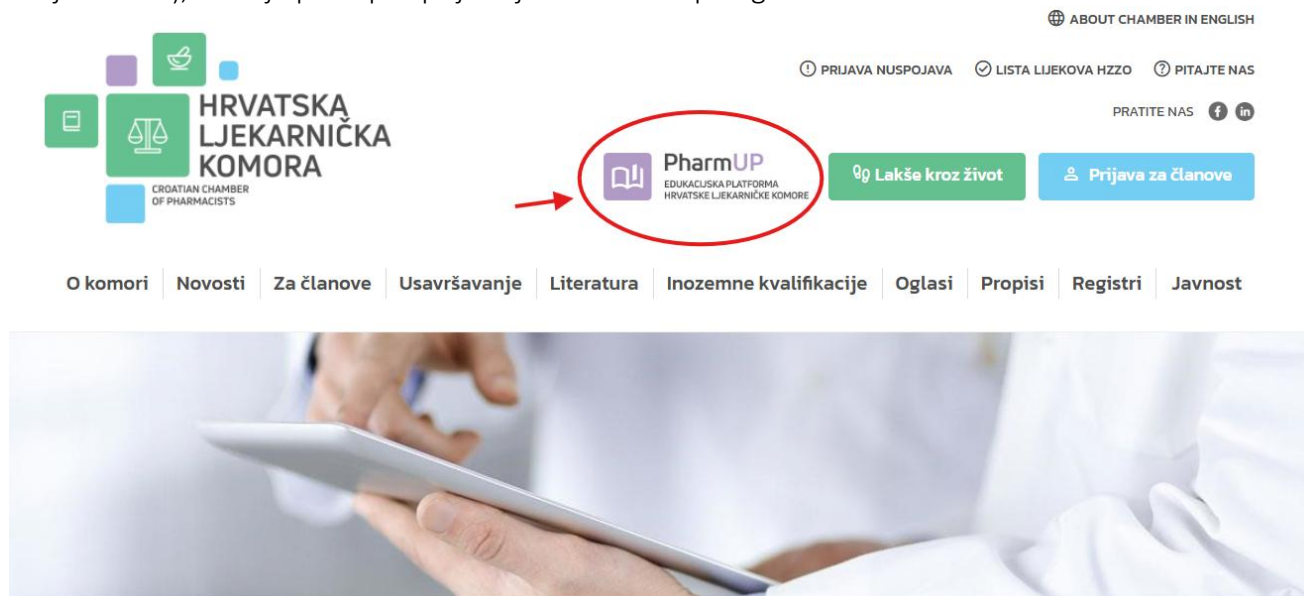 ABOUT CHAMBER IN ENGLISH
PRIJAVA NUSPOJAVA LISTA LIJEKOVA HZZO PITAJTE NAS
PRATITE NAS
HRVATSKA
LJEKARNIČKA
KOMORA
CROATIAN CHAMBER
OF PHARMACISTS
PharmUP
EDUKACIJSKA PLATFORMA
HRVATSKE LJEKARNIČKE KOMORE
Lakše kroz život
Prijava za članove
O komori Novosti Za članove Usavršavanje Literatura Inozemne kvalifikacije Oglasi Propisi Registri Javnost